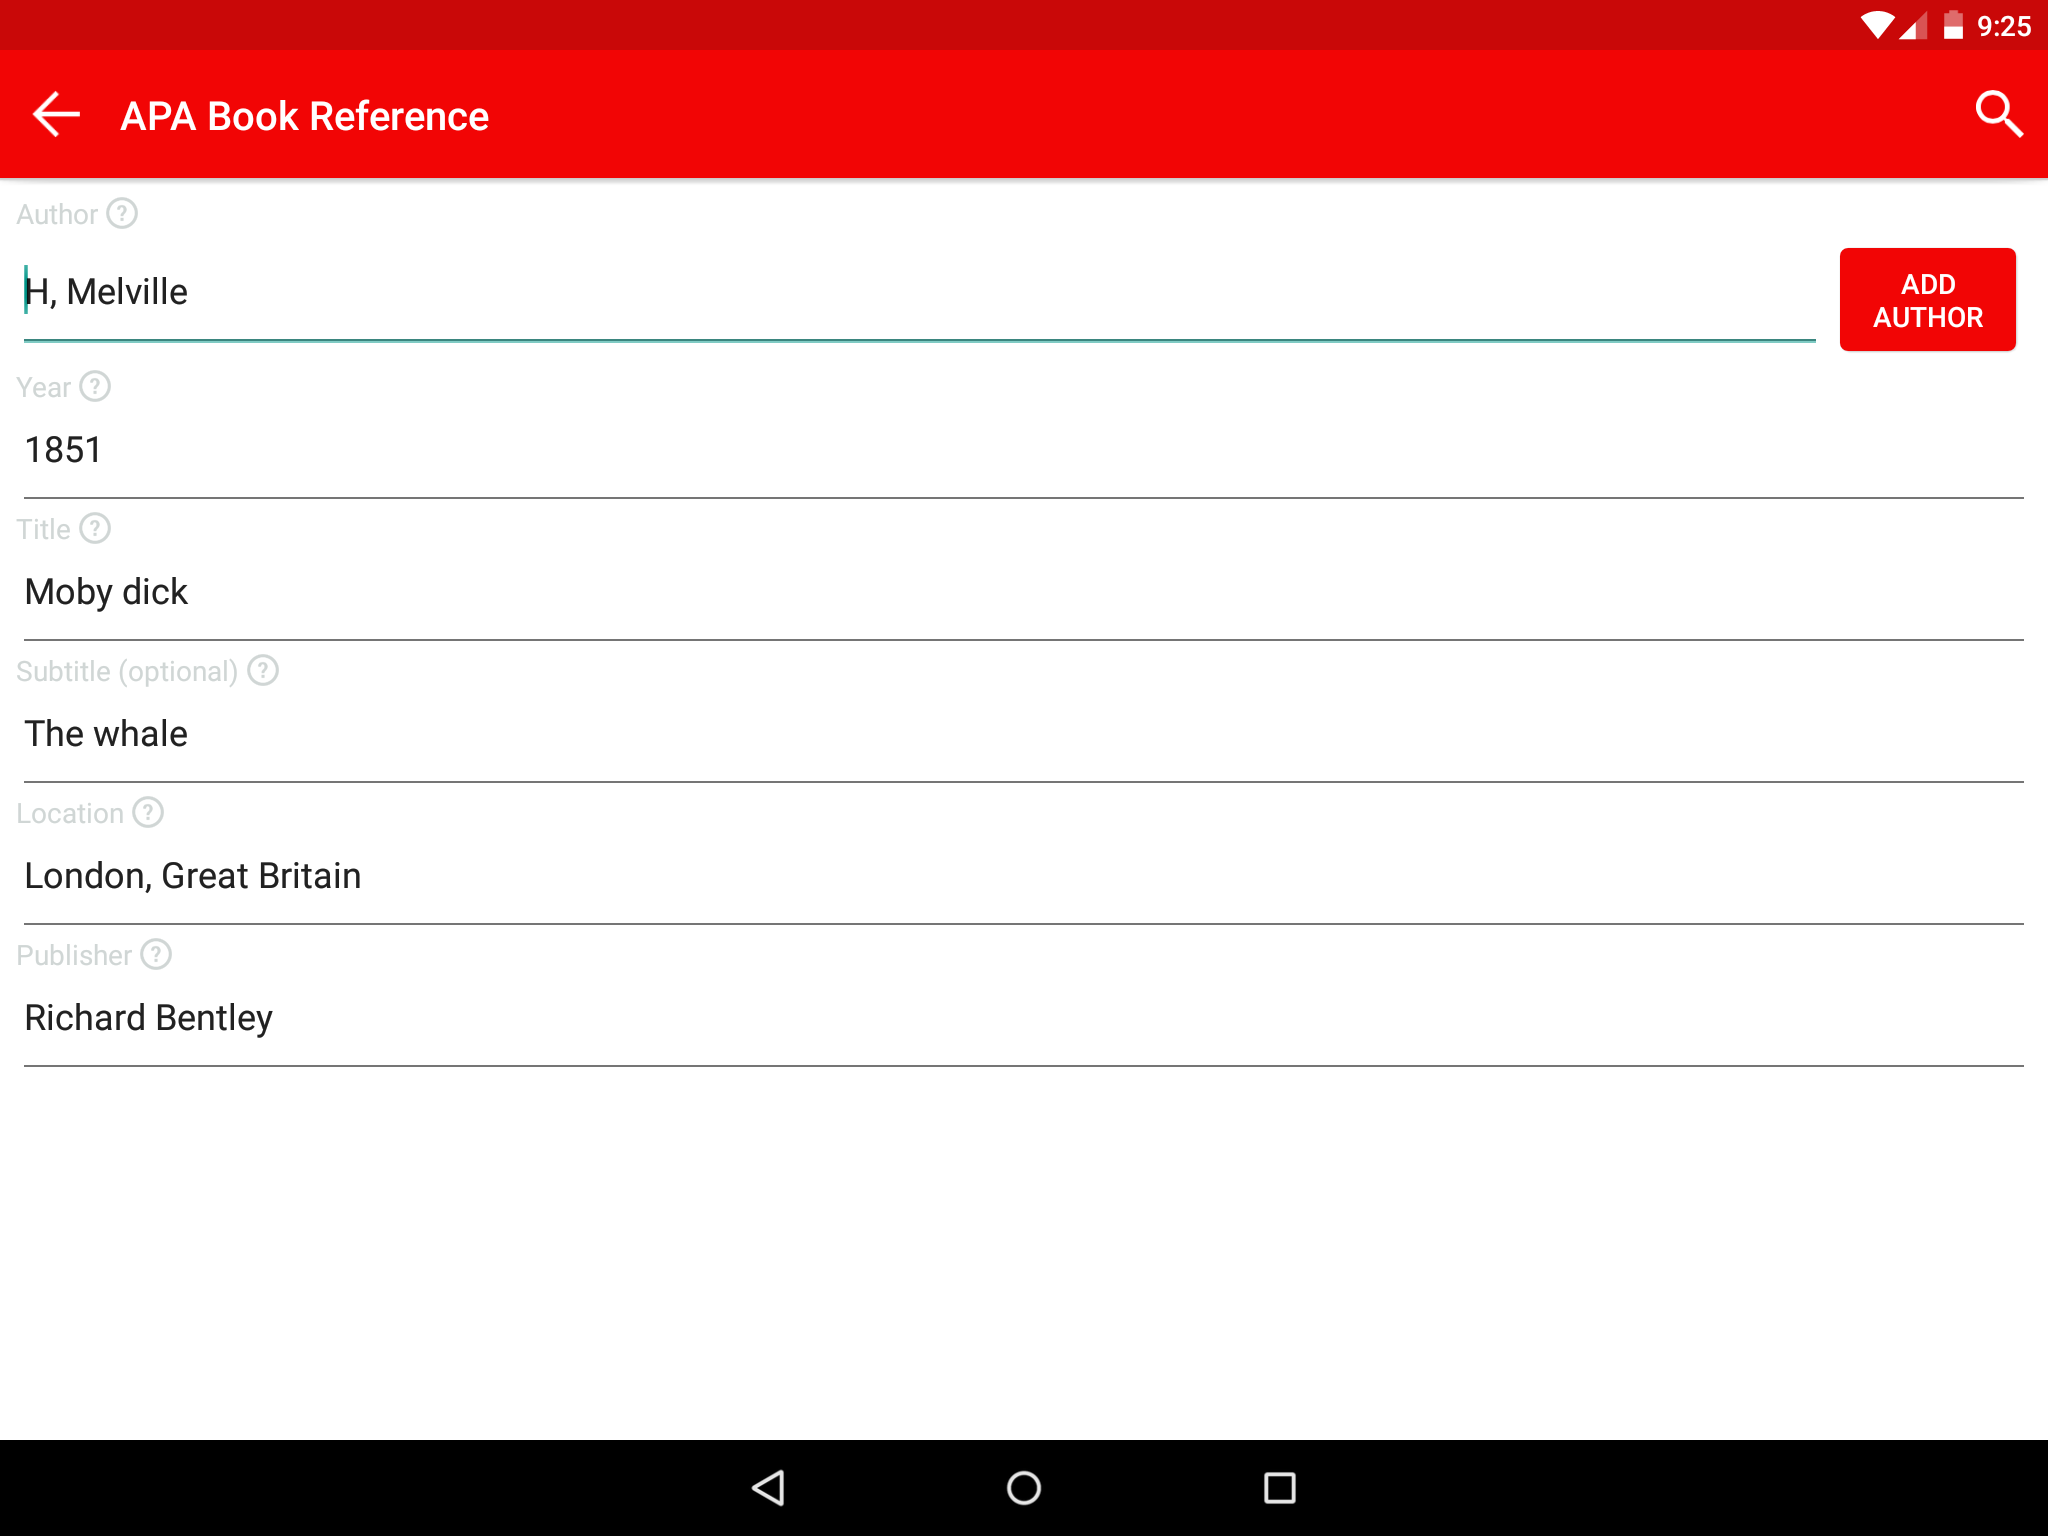 9:25
APA Book Reference
Author ?
H, Melville
ADD
AUTHOR
Year ?
1851
Title ?
Moby dick
Subtitle (optional) ?
The whale
Location ?
London, Great Britain
Publisher ?
Richard Bentley